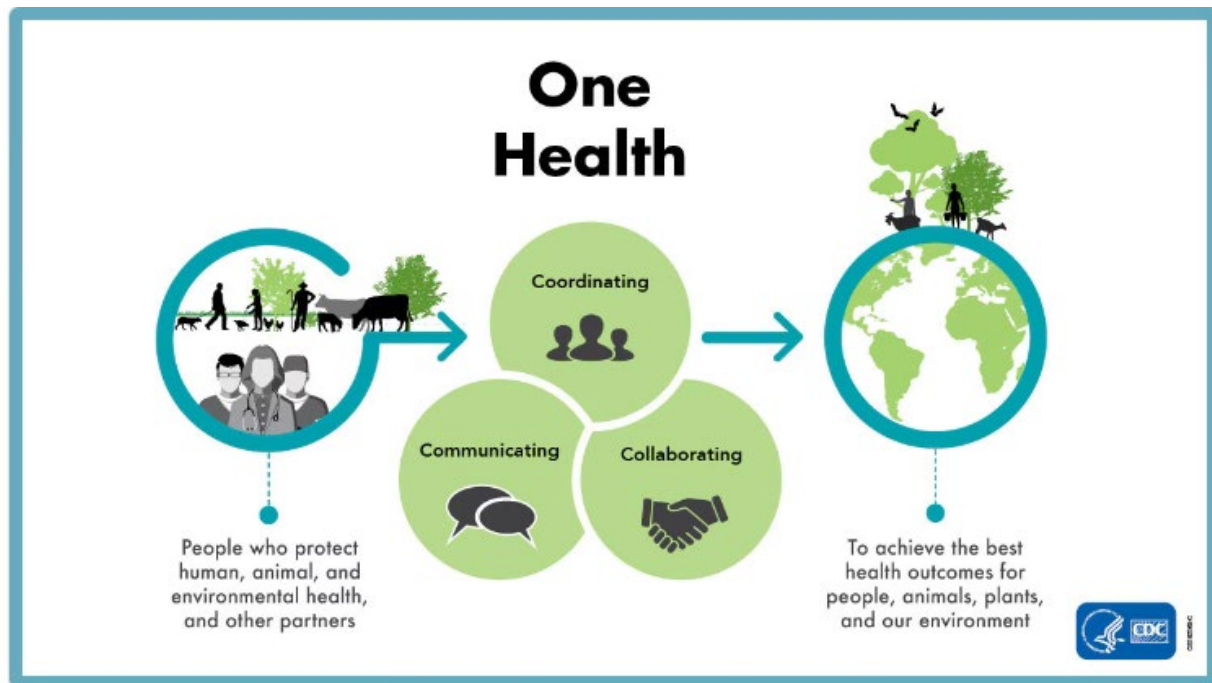 One
Health
Coordinating
Communicating
Collaborating
People who protect
human, animal, and
environmental health,
and other partners
To achieve the best
health outcomes for
people, animals, plants,
and our environment
CDC